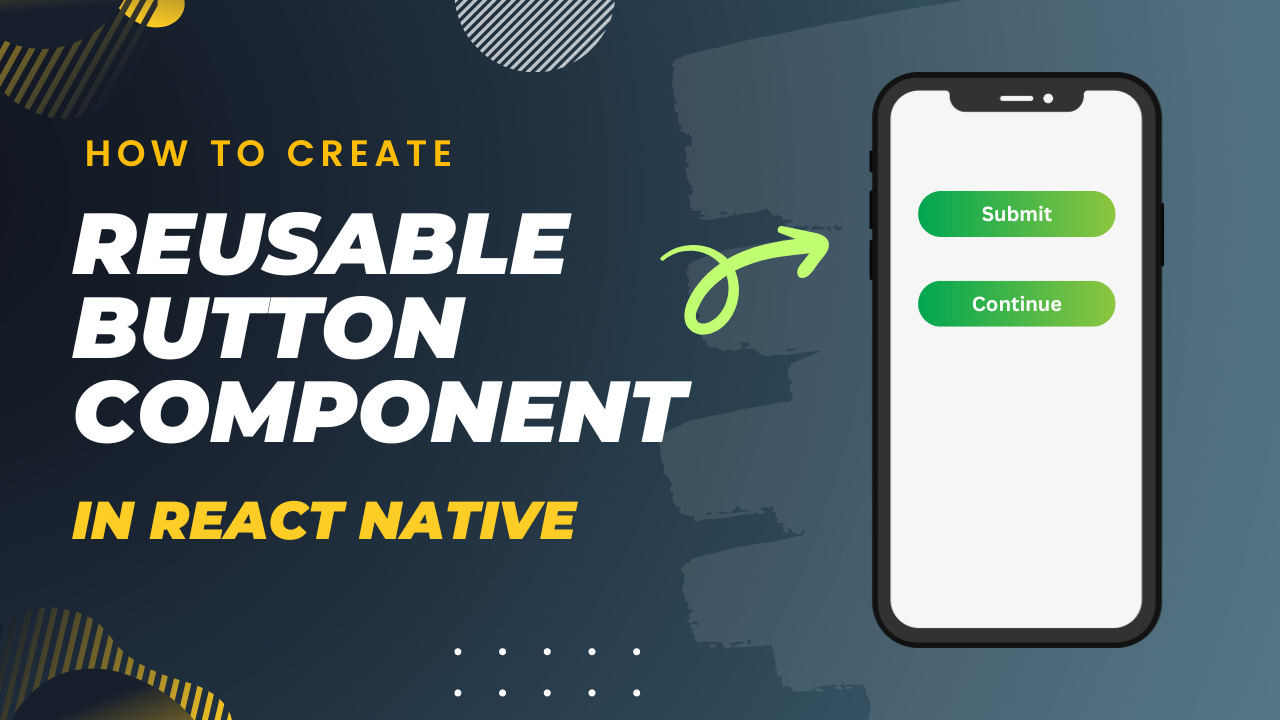 HOW TO CREATE
REUSABLE
BUTTON
COMPONENT
IN REACT NATIVE
Submit
Continue